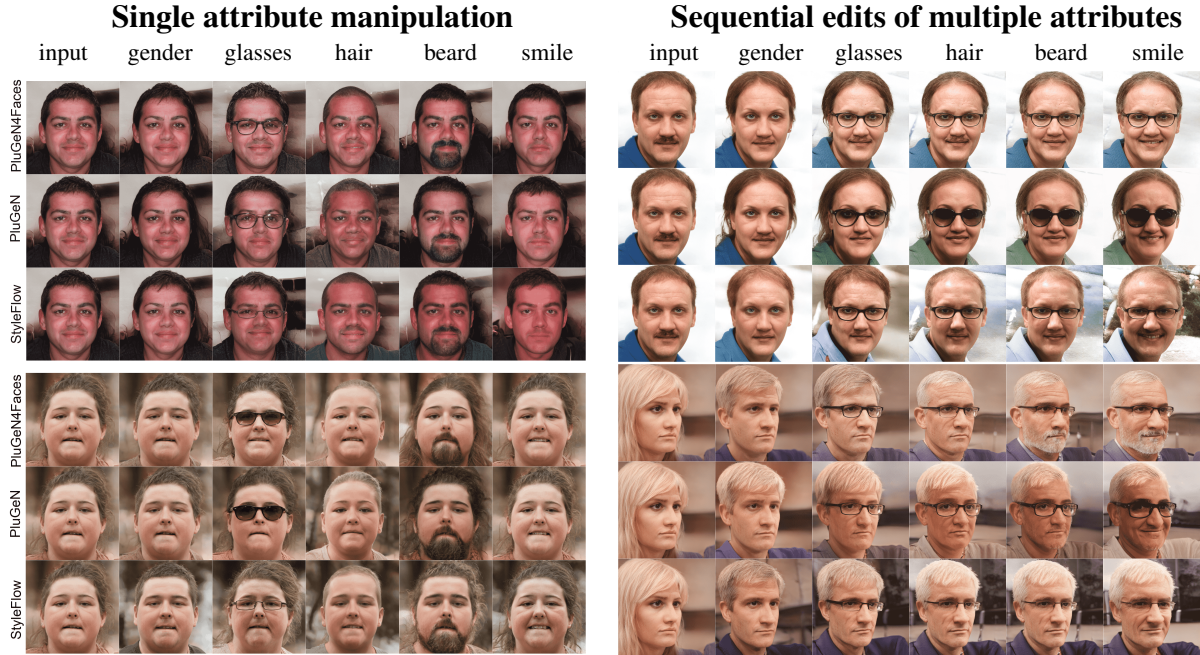 Single attribute manipulation
input gender glasses hair beard smile
PluGeN4Faces
PluGeN
StyleFlow
PluGeN4Faces
PluGeN
StyleFlow
Sequential edits of multiple attributes
input gender glasses hair beard smile